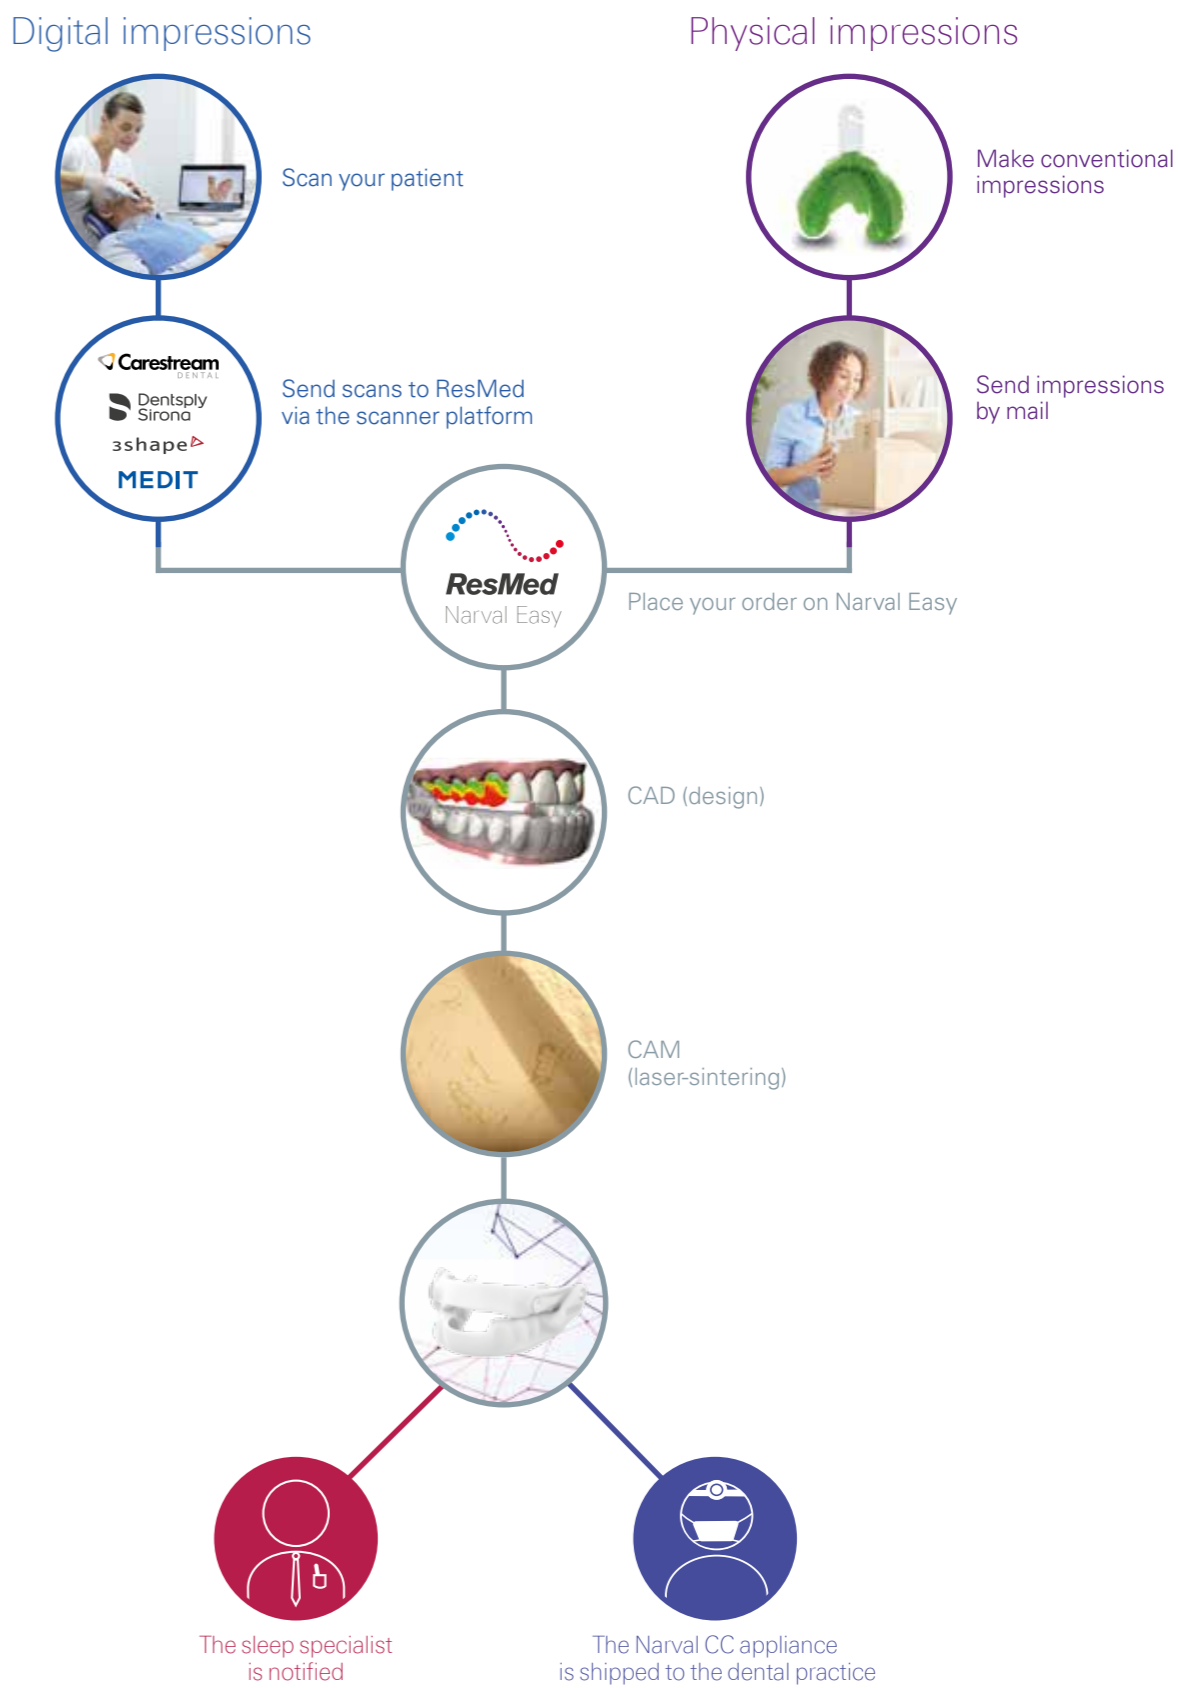 Digital impressions
Physical impressions
Scan your patient
Make conventional
impressions
Carestream
DENTAL
Dentsply
Sirona
3shape
MEDIT
Send scans to ResMed
via the scanner platform
Send impressions
by mail
ResMed
Narval Easy
Place your order on Narval Easy
CAD (design)
CAM
(laser-sintering)
The sleep specialist
is notified
The Narval CC appliance
is shipped to the dental practice